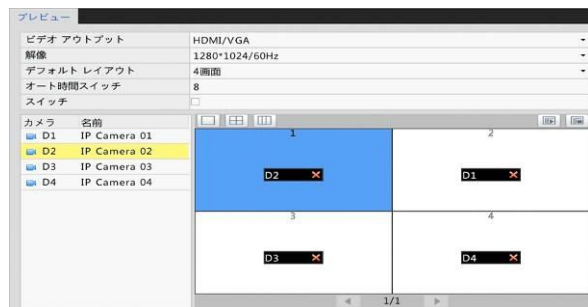 プレビュー
ビデオ アウトプット HDMI/VGA
解像 1280*1024/60Hz
デフォルト レイアウト 4画面
オート時間スイッチ 8
スイッチ
カメラ 名前
D1 IP Camera 01
D2 IP Camera 02
D3 IP Camera 03
D4 IP Camera 04
1 2
D2 D1
3 4
D3 D4
1/1